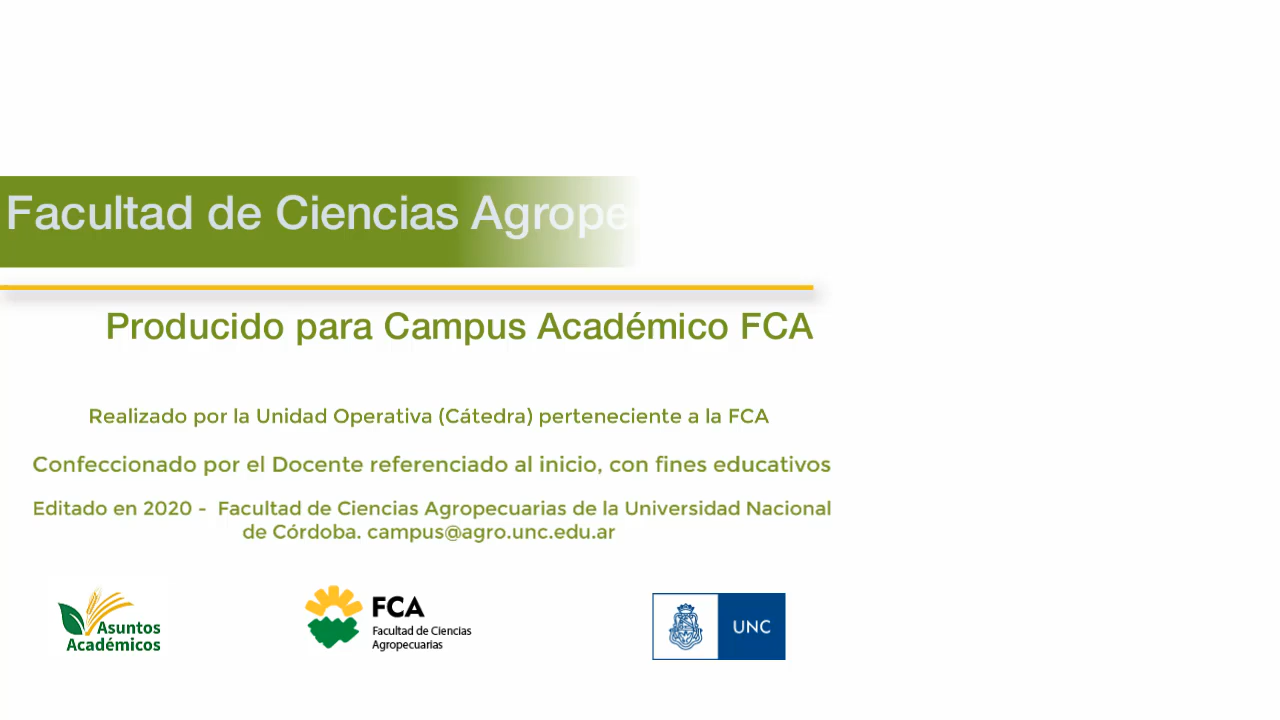 Facultad de Ciencias Agrope
Producido para Campus Académico FCA
Realizado por la Unidad Operativa (Cátedra) perteneciente a la FCA
Confeccionado por el Docente referenciado al inicio, con fines educativos
Editado en 2020 - Facultad de Ciencias Agropecuarias de la Universidad Nacional
de Córdoba. campus@agro.unc.edu.ar
Asuntos
Académicos
FCA
Facultad de Ciencias
Agropecuarias
UNC